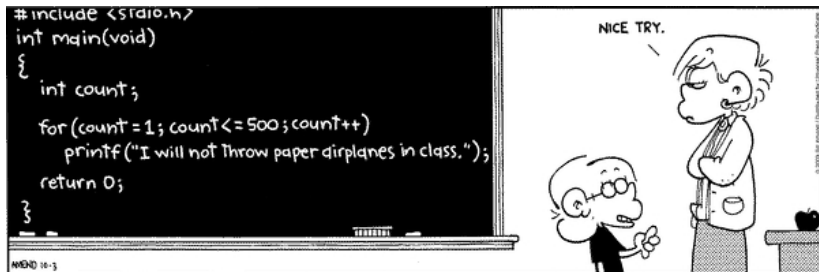 #include <stdio.h>
int main(void)
{
int count;
for (count = 1; count <= 500; count++)
printf("I will not throw paper airplanes in class.");
return 0;
}
NICE TRY.
AMEND 10-3